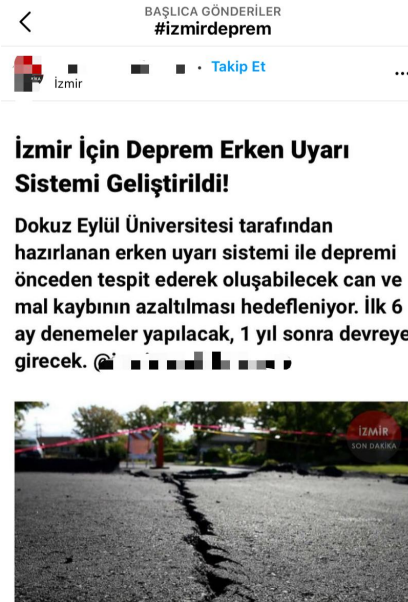 BAŞLICA GÖNDERİLER
#izmirdeprem
• Takip Et
İzmir
İzmir İçin Deprem Erken Uyarı
Sistemi Geliştirildi!
Dokuz Eylül Üniversitesi tarafından
hazırlanan erken uyarı sistemi ile depremi
önceden tespit ederek oluşabilecek can ve
mal kaybının azaltılması hedefleniyor. İlk 6
ay denemeler yapılacak, 1 yıl sonra devreye
girecek.
İZMİR
SON DAKİKA